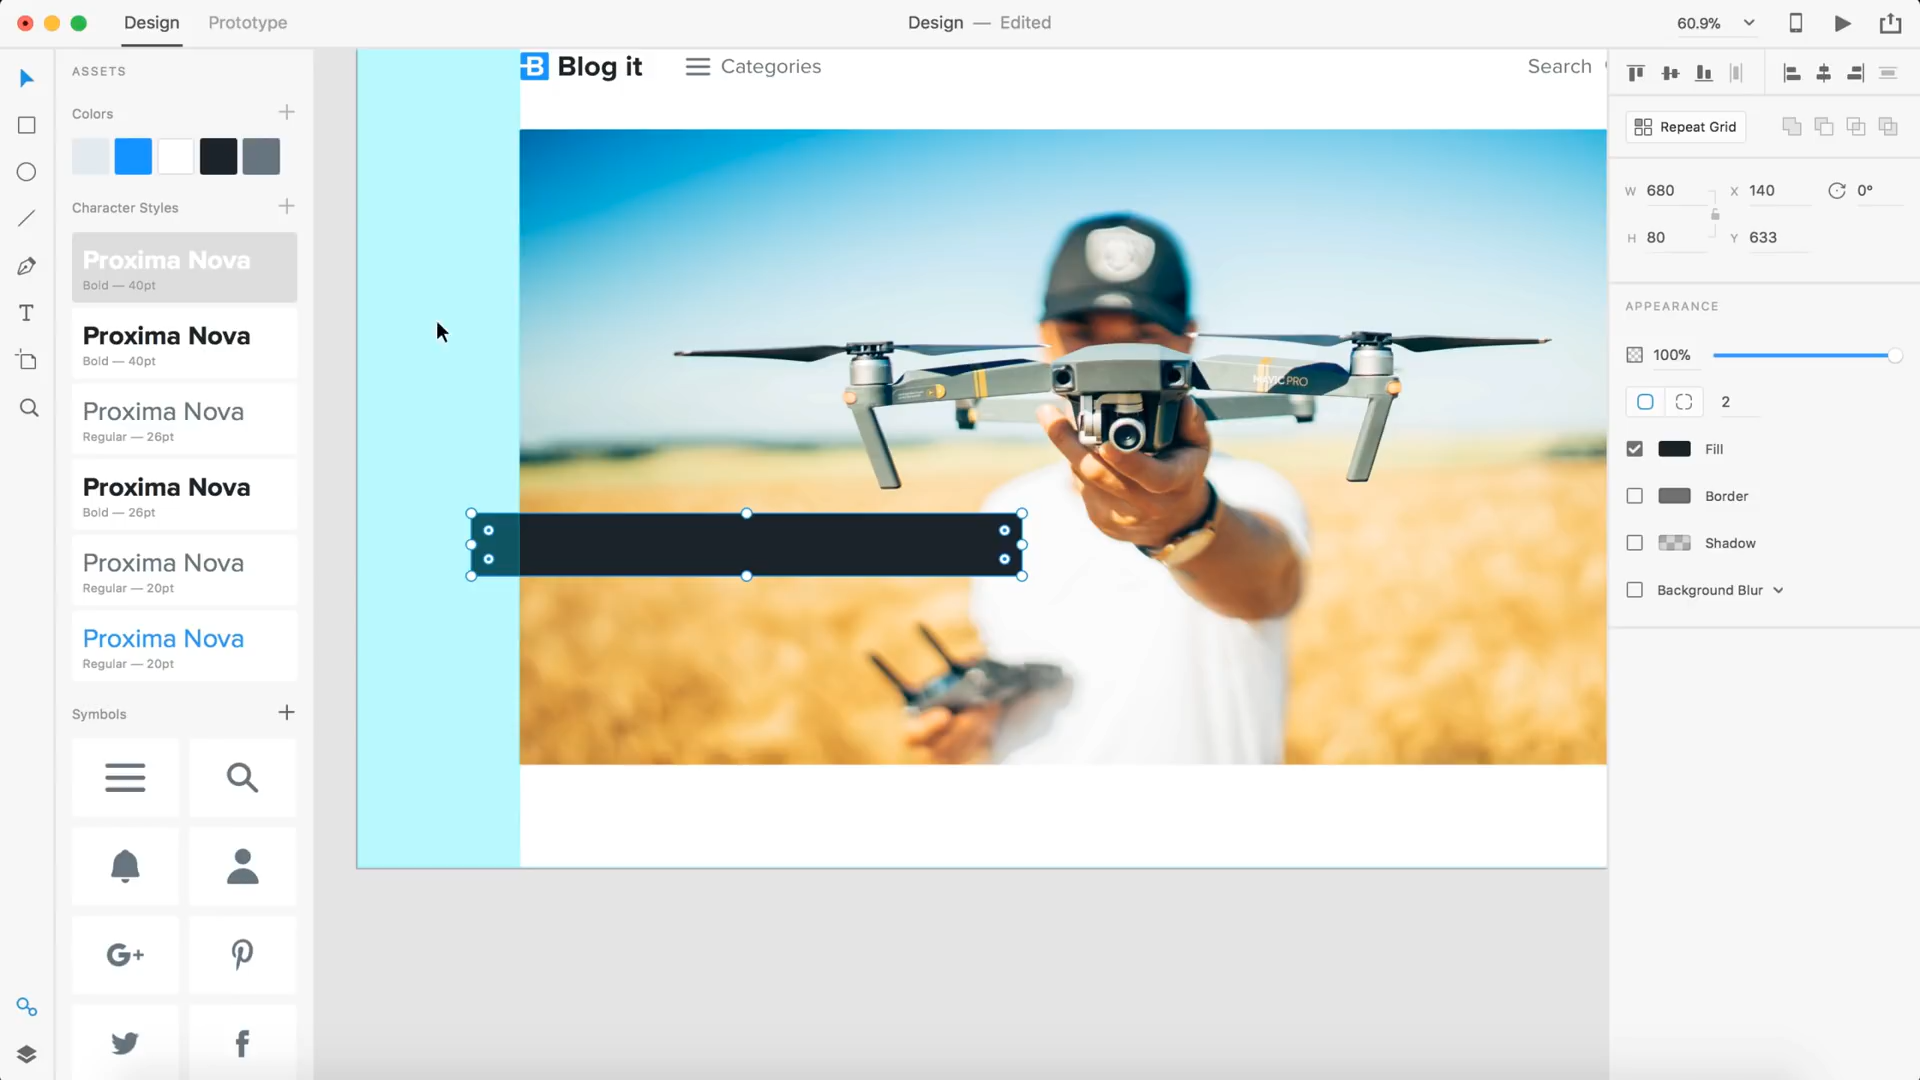 Design
Prototype
Design — Edited
60.9%
ASSETS
Colors
Character Styles
Proxima Nova
Bold — 40pt
Proxima Nova
Bold — 40pt
Proxima Nova
Regular — 26pt
Proxima Nova
Bold — 26pt
Proxima Nova
Regular — 20pt
Proxima Nova
Regular — 20pt
Symbols
G+
B Blog it
Categories
Search
MAVIC PRO
Repeat Grid
W 680
X 140
0°
H 80
Y 633
APPEARANCE
100%
2
Fill
Border
Shadow
Background Blur